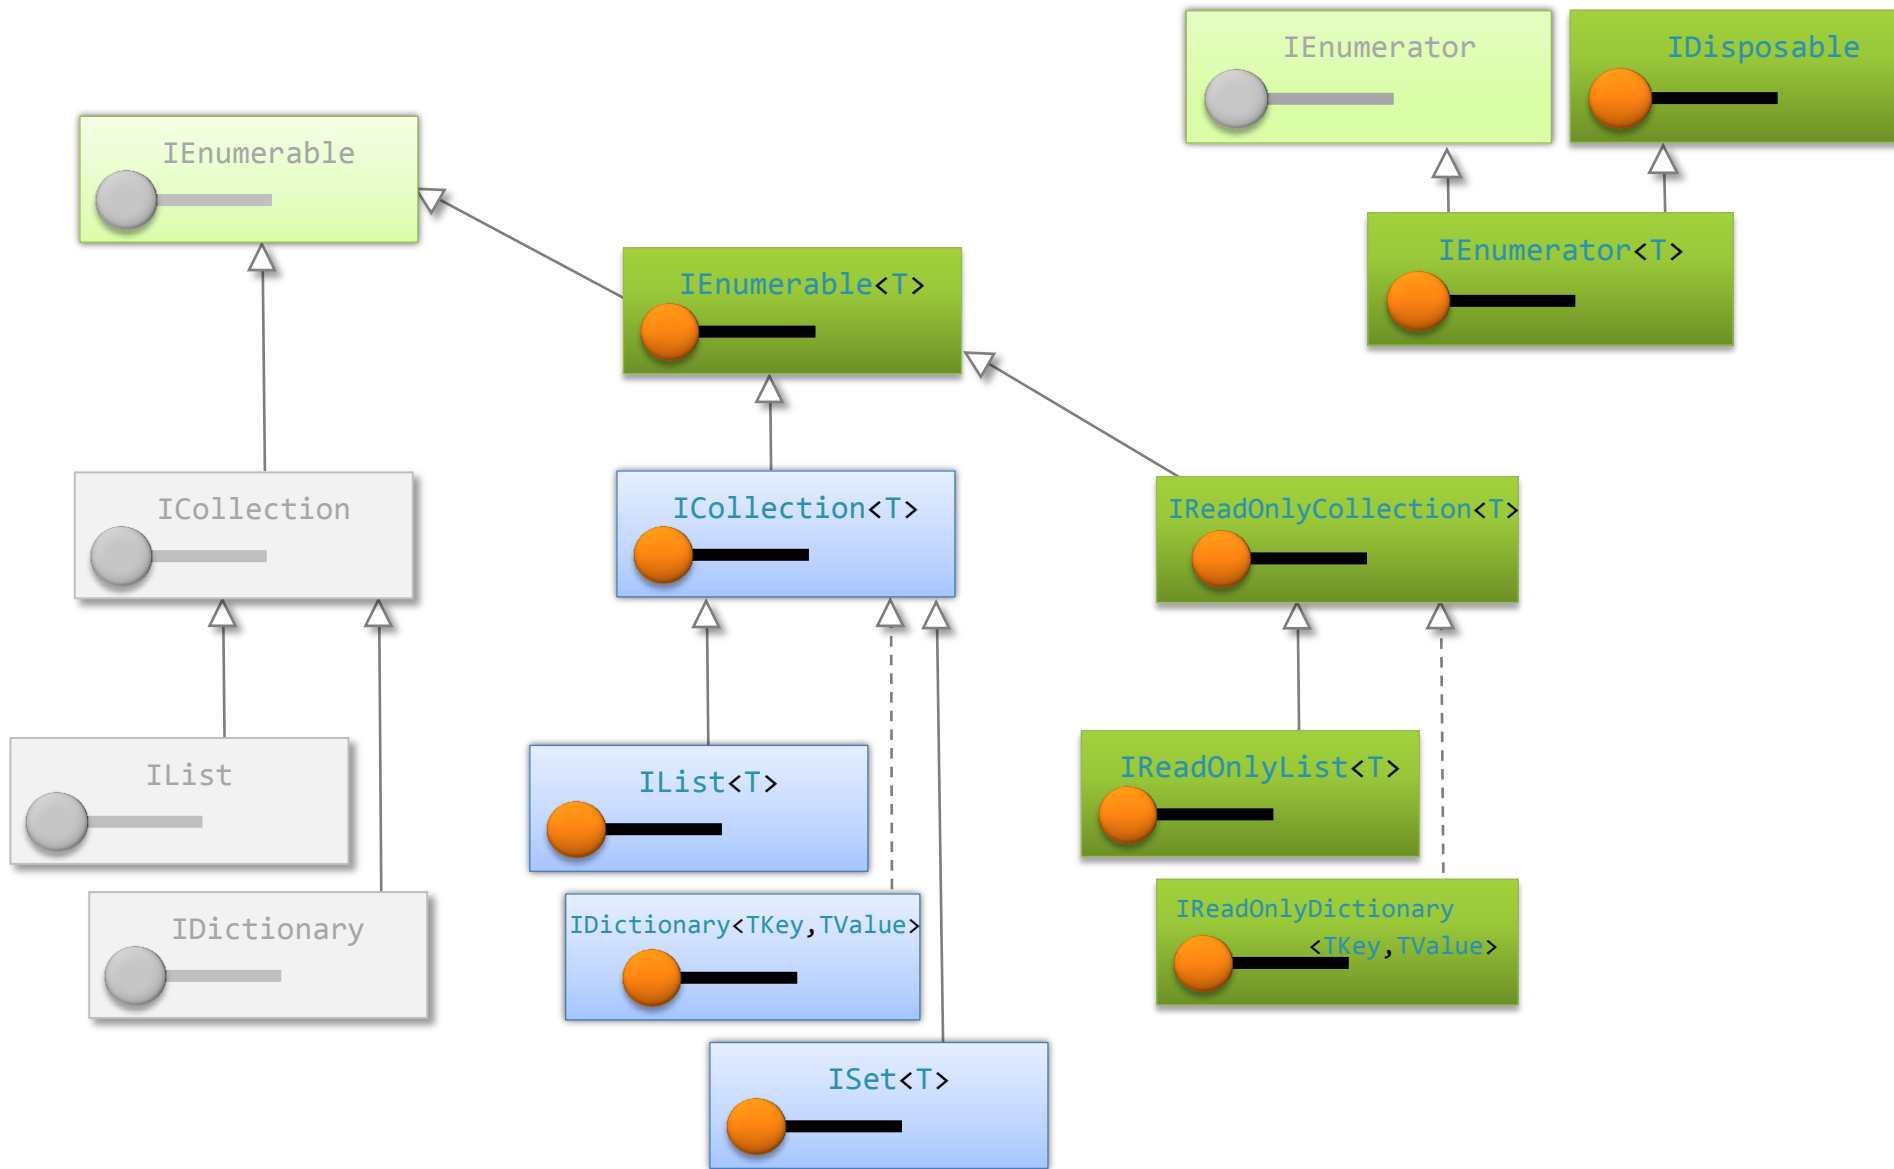 IEnumerator
IDisposable
IEnumerable
IEnumerator<T>
IEnumerable<T>
ICollection
ICollection<T>
IReadOnlyCollection<T>
IList
IList<T>
IReadOnlyList<T>
IDictionary
IDictionary<TKey,TValue>
IReadOnlyDictionary
<TKey,TValue>
ISet<T>